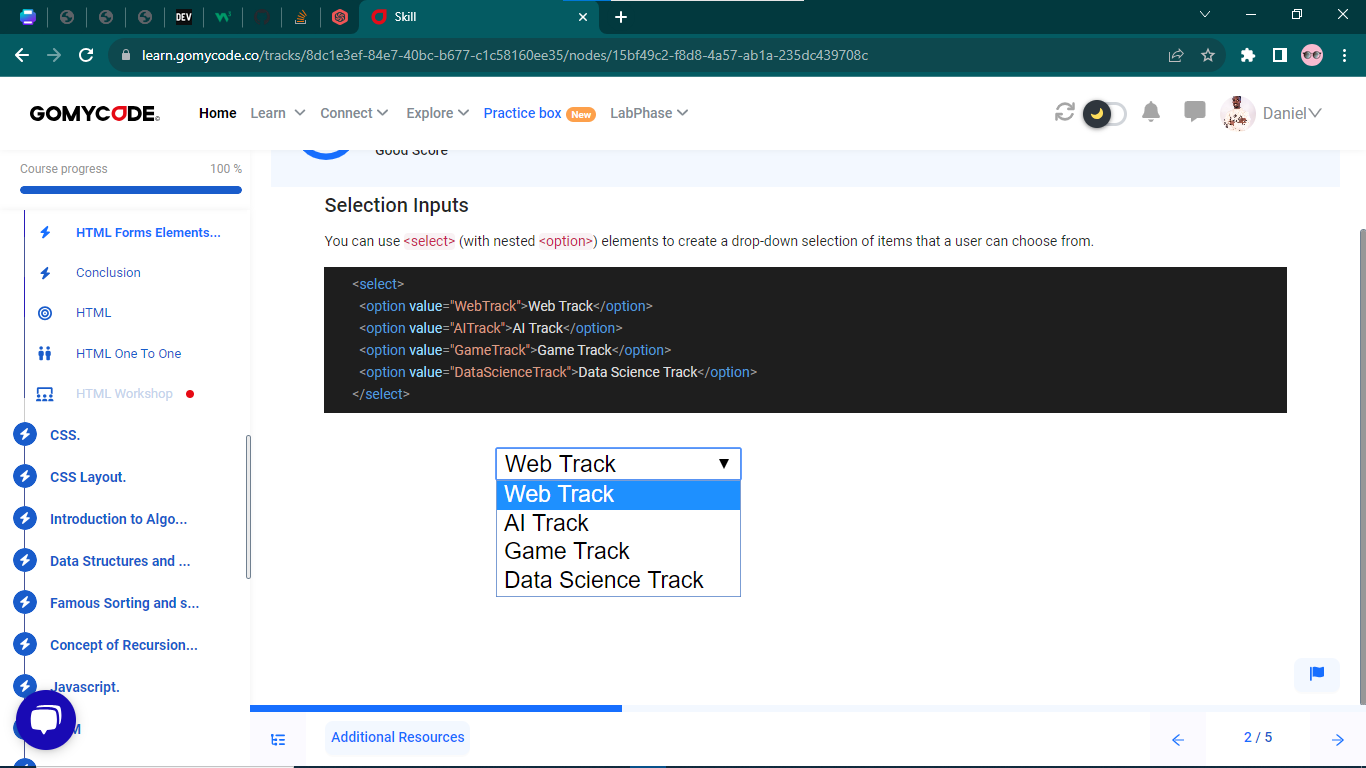 DEV
Skill
learn.gomycode.co/tracks/8dc1e3ef-84e7-40bc-b677-c1c58160ee35/nodes/15bf49c2-f8d8-4a57-ab1a-235dc439708c
GOMYCODE
Home Learn Connect Explore Practice box New LabPhase Daniel
Course progress 100 %
HTML Forms Elements...
Conclusion
HTML
HTML One To One
HTML Workshop
CSS.
CSS Layout.
Introduction to Algo...
Data Structures and ...
Famous Sorting and s...
Concept of Recursion...
Javascript.
M
Good Score
Selection Inputs
You can use <select> (with nested <option>) elements to create a drop-down selection of items that a user can choose from.
<select>
<option value="WebTrack">Web Track</option>
<option value="AITrack">AI Track</option>
<option value="GameTrack">Game Track</option>
<option value="DataScienceTrack">Data Science Track</option>
</select>
Web Track
Web Track
AI Track
Game Track
Data Science Track
Additional Resources
2 / 5